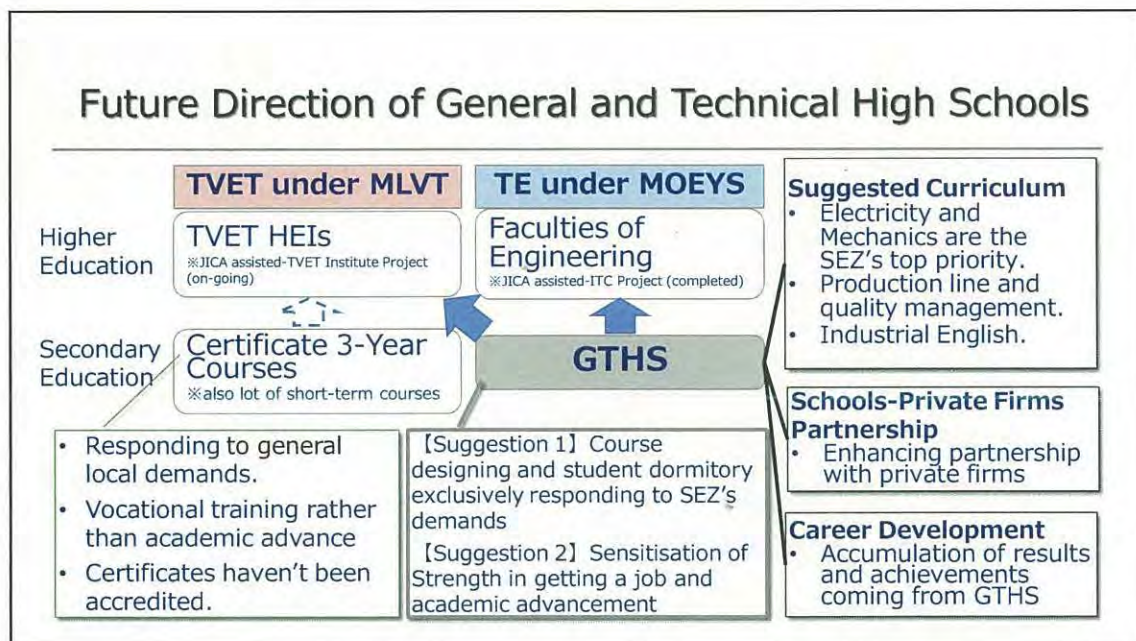 Future Direction of General and Technical High Schools
TVET under MLVT
TE under MOEYS
Higher
Education
TVET HEIs
※JICA assisted-TVET Institute Project
(on-going)
Faculties of
Engineering
※JICA assisted-ITC Project (completed)
Secondary
Education
Certificate 3-Year
Courses
※also lot of short-term courses
GTHS
• Responding to general
local demands.
• Vocational training rather
than academic advance
• Certificates haven't been
accredited.
【Suggestion 1】 Course
designing and student dormitory
exclusively responding to SEZ's
demands
【Suggestion 2】 Sensitisation of
Strength in getting a job and
academic advancement
Suggested Curriculum
• Electricity and
Mechanics are the
SEZ's top priority.
• Production line and
quality management.
• Industrial English.
Schools-Private Firms
Partnership
• Enhancing partnership
with private firms
Career Development
• Accumulation of results
and achievements
coming from GTHS